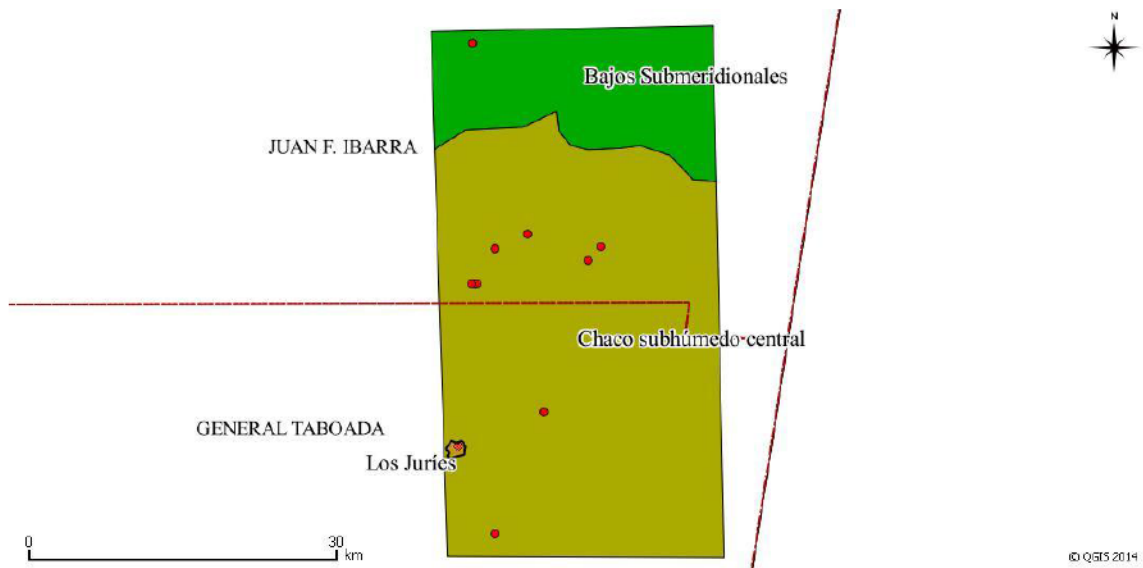 N
Bajos Submeridionales
JUAN F. IBARRA
Chaco subhúmedo central
GENERAL TABOADA
Los Juríes
0 30
km
© QGIS 2014